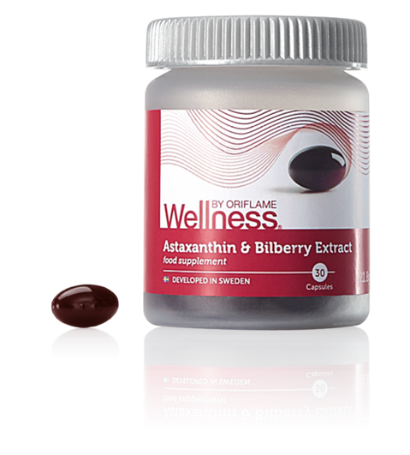 BY ORIFLAME
Wellness®
Astaxanthin & Bilberry Extract
food supplement
DEVELOPED IN SWEDEN
30
Capsules